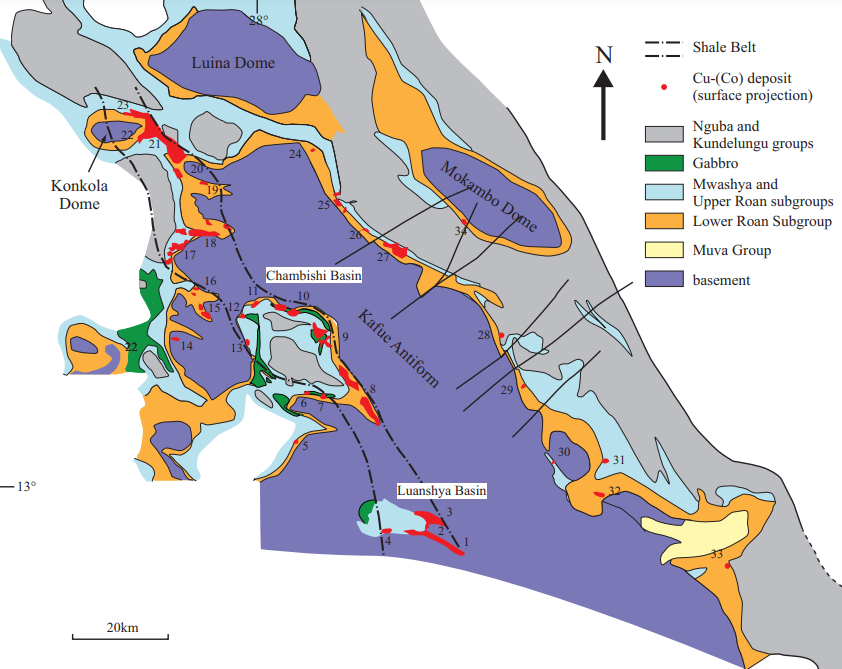 28°
Luina Dome
N
Shale Belt
Cu-(Co) deposit
(surface projection)
Nguba and
Kundelungu groups
Gabbro
Mwashya and
Upper Roan subgroups
Lower Roan Subgroup
Muva Group
basement
23
22
21
Konkola
Dome
20
19
24
25
Mokambo Dome
34
26
27
18
17
Chambishi Basin
16
15
14
22
13
12
11
10
9
Kafue Antiform
8
7
6
5
28
29
30
31
32
33
13°
Luanshya Basin
3
2
1
4
20km